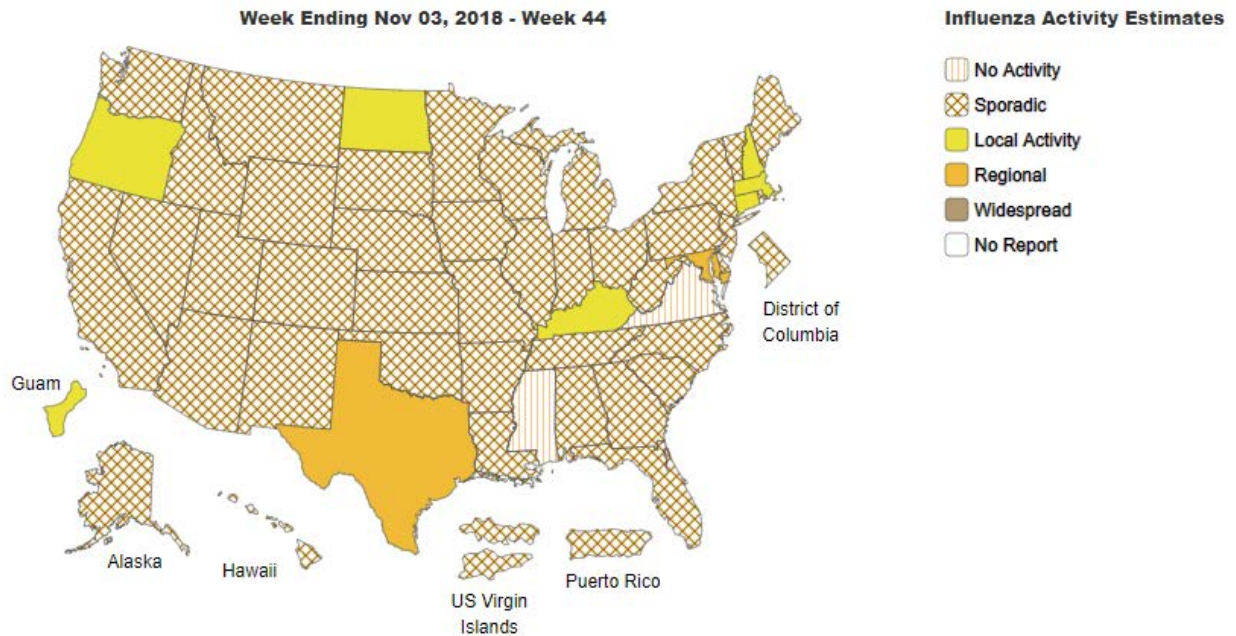 Week Ending Nov 03, 2018 - Week 44
Influenza Activity Estimates
No Activity
Sporadic
Local Activity
Regional
Widespread
No Report
District of
Columbia
Guam
Alaska
Hawaii
US Virgin
Islands
Puerto Rico